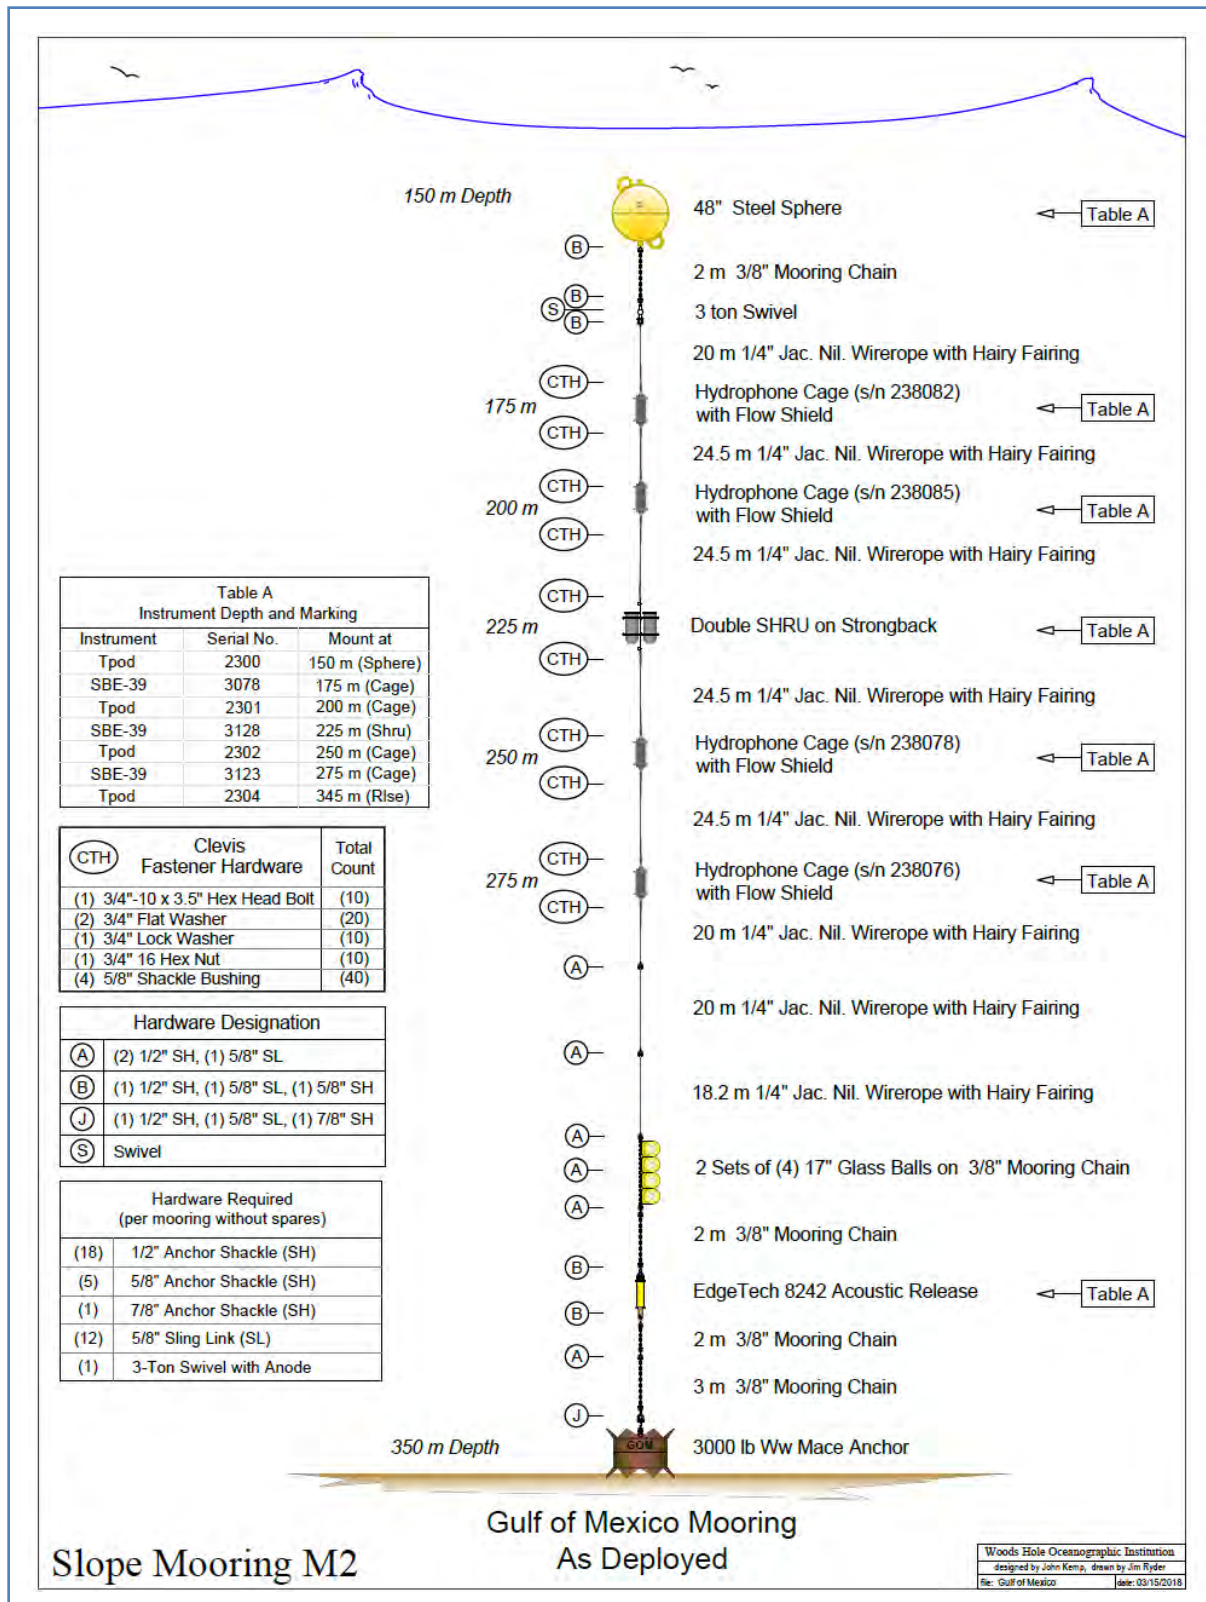 150 m Depth
48" Steel Sphere
Table A
B
2 m 3/8" Mooring Chain
B
S
3 ton Swivel
B
20 m 1/4" Jac. Nil. Wirerope with Hairy Fairing
CTH
175 m
Hydrophone Cage (s/n 238082)
with Flow Shield
Table A
CTH
24.5 m 1/4" Jac. Nil. Wirerope with Hairy Fairing
CTH
200 m
Hydrophone Cage (s/n 238085)
with Flow Shield
Table A
CTH
24.5 m 1/4" Jac. Nil. Wirerope with Hairy Fairing
CTH
225 m
Double SHRU on Strongback
Table A
CTH
24.5 m 1/4" Jac. Nil. Wirerope with Hairy Fairing
CTH
250 m
Hydrophone Cage (s/n 238078)
with Flow Shield
Table A
CTH
24.5 m 1/4" Jac. Nil. Wirerope with Hairy Fairing
CTH
275 m
Hydrophone Cage (s/n 238076)
with Flow Shield
Table A
CTH
20 m 1/4" Jac. Nil. Wirerope with Hairy Fairing
A
20 m 1/4" Jac. Nil. Wirerope with Hairy Fairing
A
18.2 m 1/4" Jac. Nil. Wirerope with Hairy Fairing
A
A
2 Sets of (4) 17" Glass Balls on 3/8" Mooring Chain
A
2 m 3/8" Mooring Chain
B
EdgeTech 8242 Acoustic Release
Table A
B
2 m 3/8" Mooring Chain
A
3 m 3/8" Mooring Chain
J
350 m Depth
GOM
3000 lb Ww Mace Anchor
Table A
Instrument Depth and Marking
Instrument Serial No. Mount at
Tpod 2300 150 m (Sphere)
SBE-39 3078 175 m (Cage)
Tpod 2301 200 m (Cage)
SBE-39 3128 225 m (Shru)
Tpod 2302 250 m (Cage)
SBE-39 3123 275 m (Cage)
Tpod 2304 345 m (Rlse)
CTH Clevis Fastener Hardware Total Count
(1) 3/4"-10 x 3.5" Hex Head Bolt (10)
(2) 3/4" Flat Washer (20)
(1) 3/4" Lock Washer (10)
(1) 3/4" 16 Hex Nut (10)
(4) 5/8" Shackle Bushing (40)
Hardware Designation
A (2) 1/2" SH, (1) 5/8" SL
B (1) 1/2" SH, (1) 5/8" SL, (1) 5/8" SH
J (1) 1/2" SH, (1) 5/8" SL, (1) 7/8" SH
S Swivel
Hardware Required
(per mooring without spares)
(18) 1/2" Anchor Shackle (SH)
(5) 5/8" Anchor Shackle (SH)
(1) 7/8" Anchor Shackle (SH)
(12) 5/8" Sling Link (SL)
(1) 3-Ton Swivel with Anode
Gulf of Mexico Mooring
As Deployed
Slope Mooring M2
Woods Hole Oceanographic Institution
designed by John Kemp, drawn by Jim Ryder
file: Gulf of Mexico date: 03/15/2018